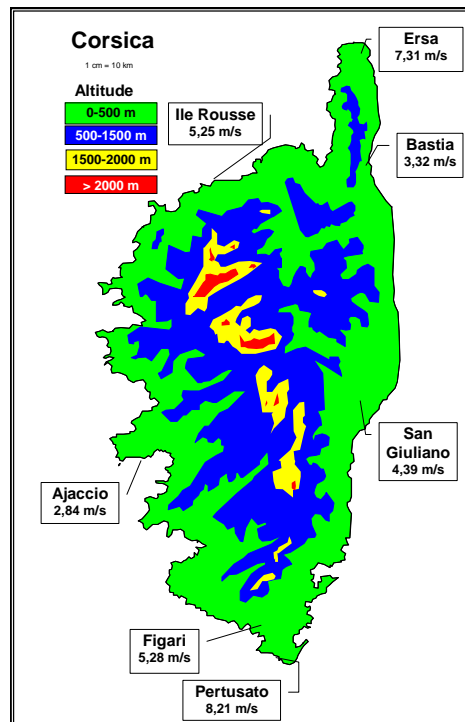 Corsica
1 cm = 10 km
Altitude
0-500 m
500-1500 m
1500-2000 m
> 2000 m
Ersa
7,31 m/s
Ile Rousse
5,25 m/s
Bastia
3,32 m/s
San
Giuliano
4,39 m/s
Ajaccio
2,84 m/s
Figari
5,28 m/s
Pertusato
8,21 m/s